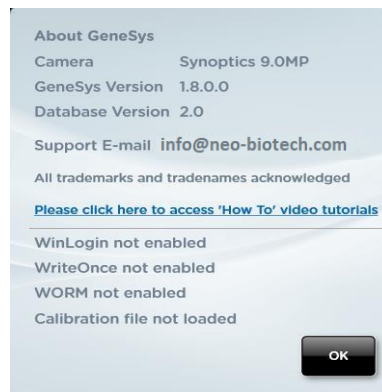 About GeneSys
Camera Synoptics 9.0MP
GeneSys Version 1.8.0.0
Database Version 2.0
Support E-mail info@neo-biotech.com
All trademarks and tradenames acknowledged
Please click here to access 'How To' video tutorials
WinLogin not enabled
WriteOnce not enabled
WORM not enabled
Calibration file not loaded
OK